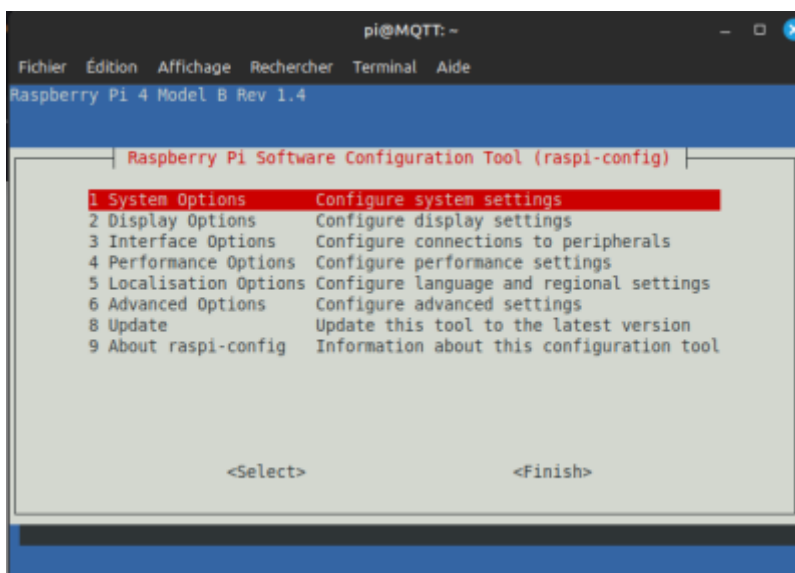 pi@MQTT: ~
Fichier Édition Affichage Rechercher Terminal Aide
Raspberry Pi 4 Model B Rev 1.4
Raspberry Pi Software Configuration Tool (raspi-config)
1 System Options Configure system settings
2 Display Options Configure display settings
3 Interface Options Configure connections to peripherals
4 Performance Options Configure performance settings
5 Localisation Options Configure language and regional settings
6 Advanced Options Configure advanced settings
8 Update Update this tool to the latest version
9 About raspi-config Information about this configuration tool
<Select> <Finish>